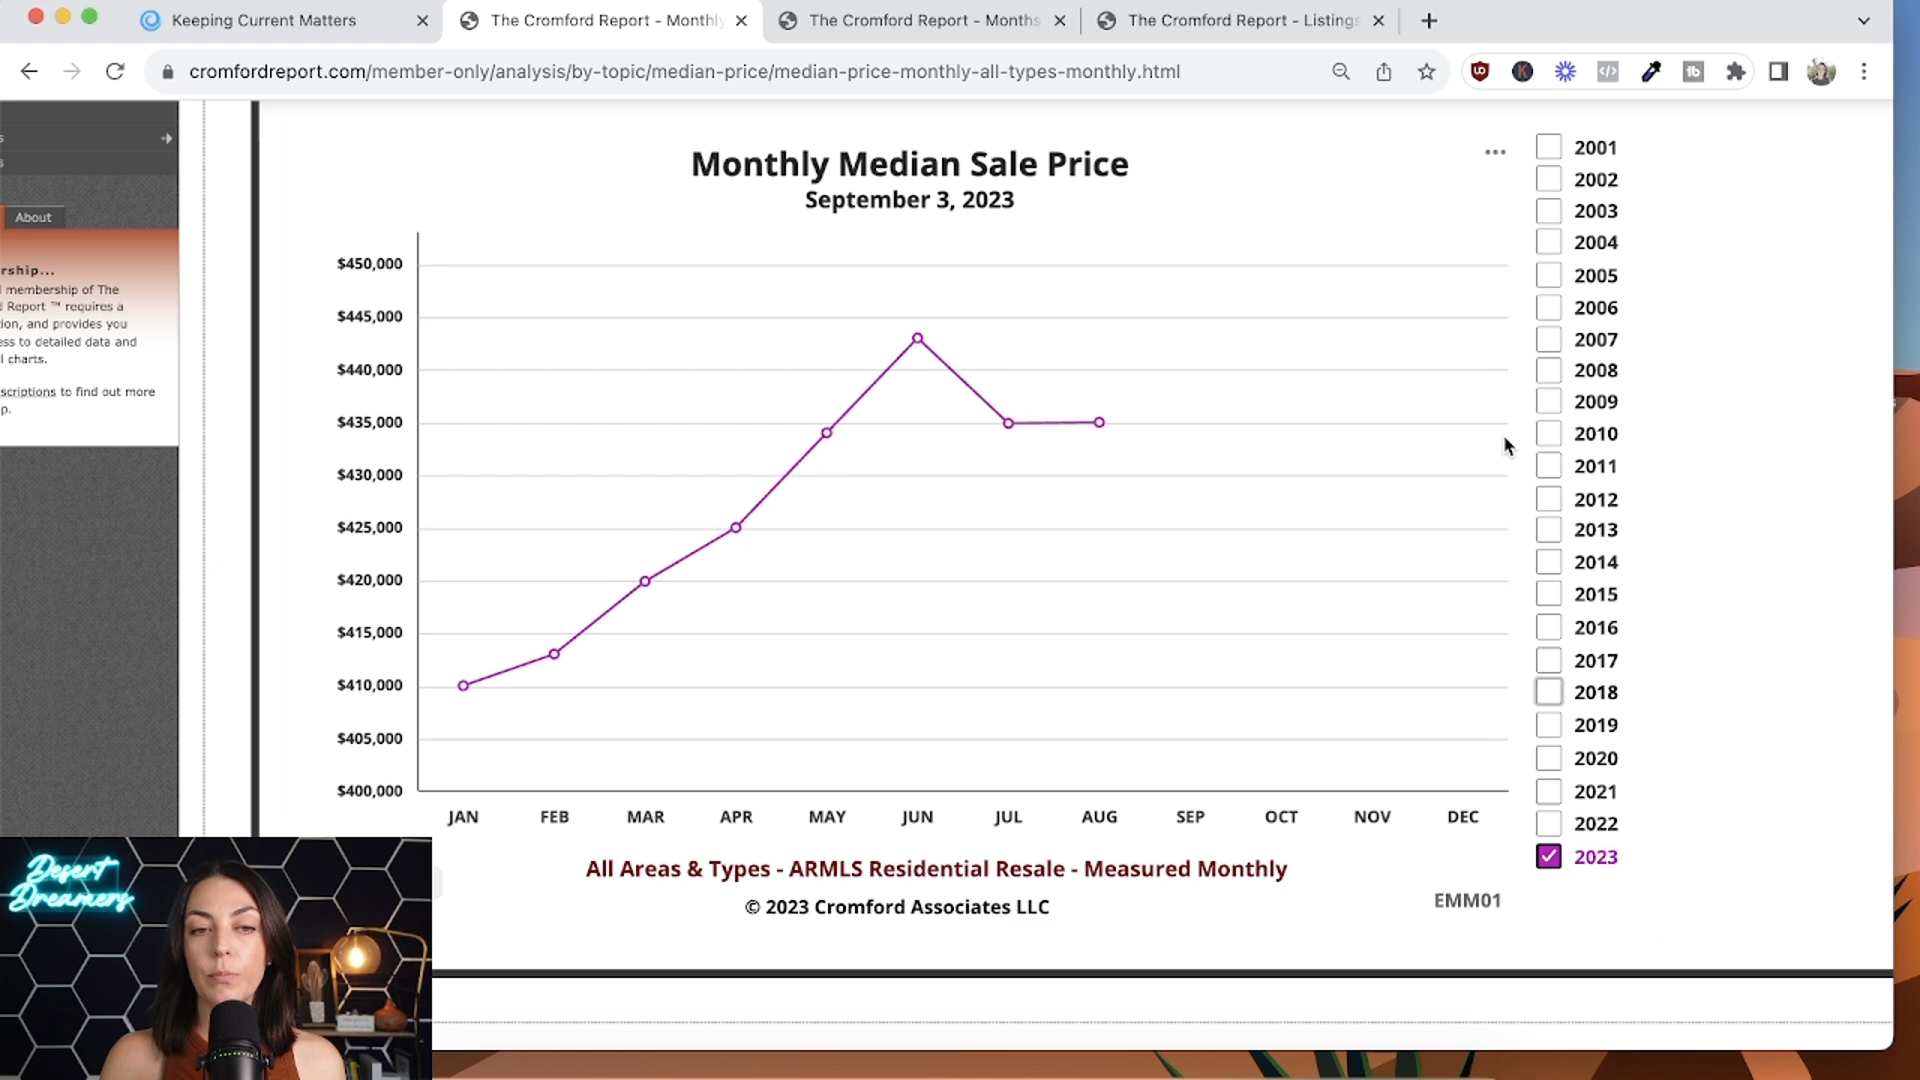 Keeping Current Matters
The Cromford Report - Monthly
The Cromford Report - Months
The Cromford Report - Listings
cromfordreport.com/member-only/analysis/by-topic/median-price/median-price-monthly-all-types-monthly.html
s
s
About
rship...
l membership of The
d Report ™ requires a
ion, and provides you
ess to detailed data and
l charts.
scriptions to find out more
p.
Monthly Median Sale Price
September 3, 2023
$450,000
$445,000
$440,000
$435,000
$430,000
$425,000
$420,000
$415,000
$410,000
$405,000
$400,000
JAN FEB MAR APR MAY JUN JUL AUG SEP OCT NOV DEC
All Areas & Types - ARMLS Residential Resale - Measured Monthly
© 2023 Cromford Associates LLC
EMM01
2001
2002
2003
2004
2005
2006
2007
2008
2009
2010
2011
2012
2013
2014
2015
2016
2017
2018
2019
2020
2021
2022
2023
Desert
Dreamers